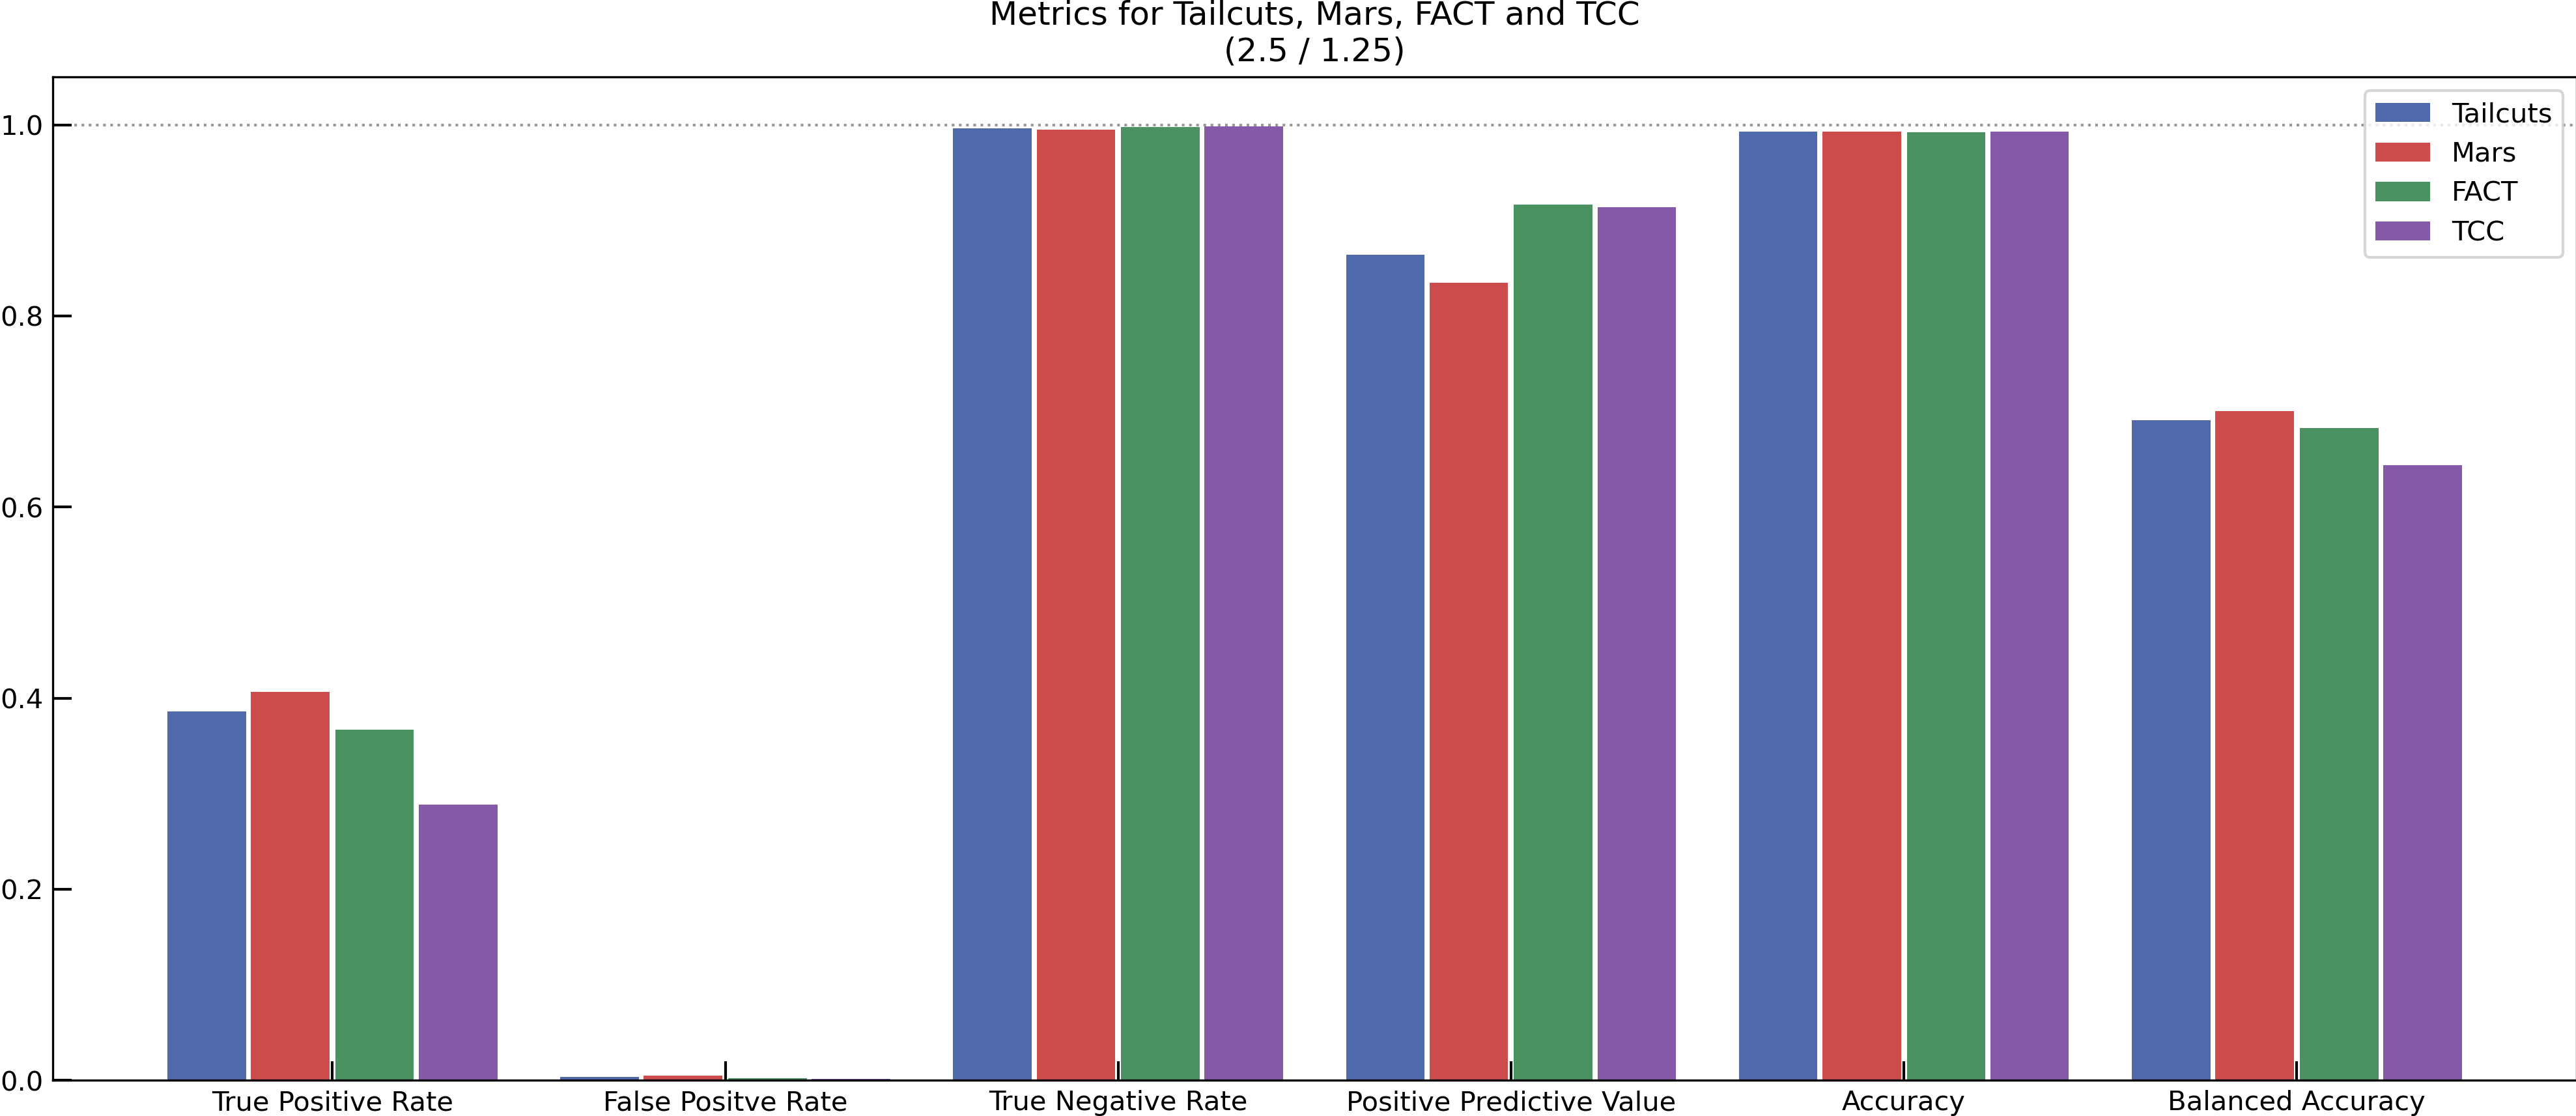 Metrics for Tailcuts, Mars, FACT and TCC
(2.5 / 1.25)
1.0
0.8
0.6
0.4
0.2
0.0
Tailcuts
Mars
FACT
TCC
True Positive Rate
False Positve Rate
True Negative Rate
Positive Predictive Value
Accuracy
Balanced Accuracy